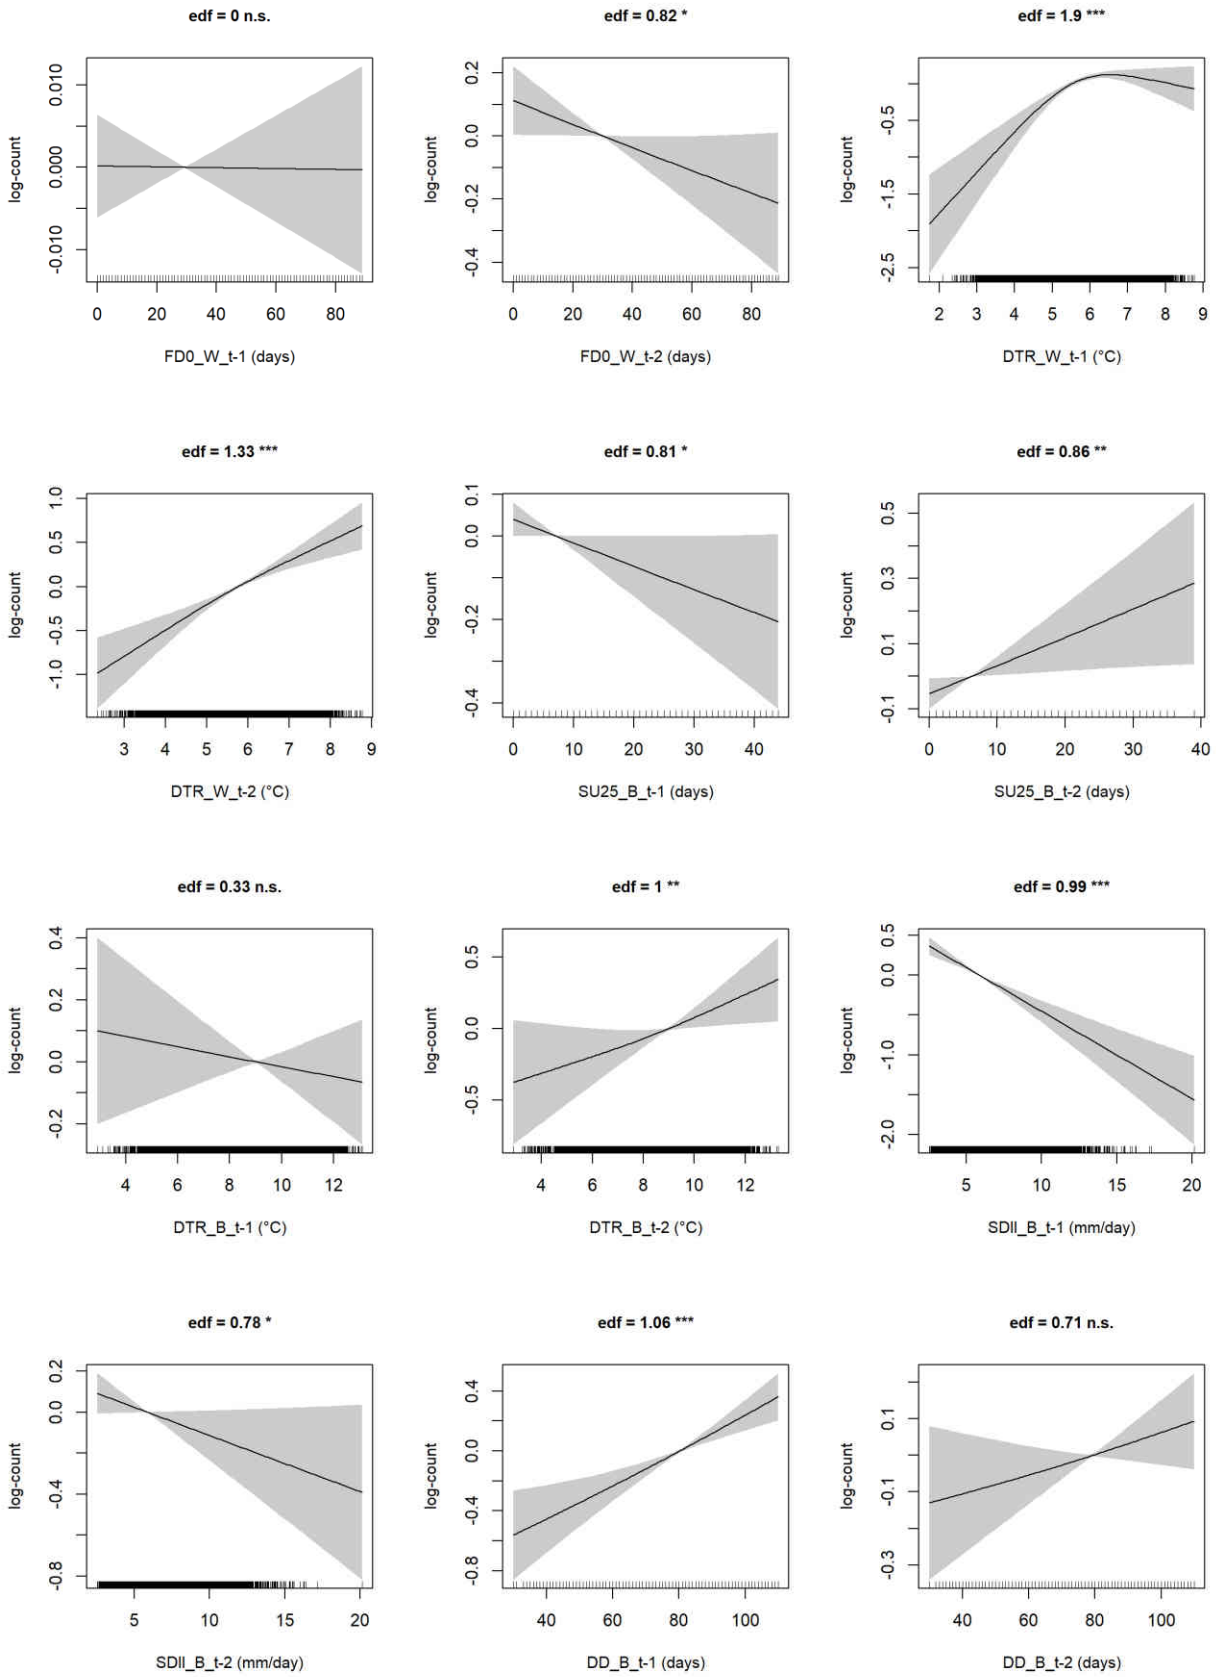 edf = 0 n.s.
edf = 0.82 *
edf = 1.9 ***
log-count
0.010
0.000
-0.010
0 20 40 60 80
FD0_W_t-1 (days)
log-count
0.2
0.0
-0.2
-0.4
0 20 40 60 80
FD0_W_t-2 (days)
log-count
-0.5
-1.5
-2.5
2 3 4 5 6 7 8 9
DTR_W_t-1 (°C)
edf = 1.33 ***
edf = 0.81 *
edf = 0.86 **
log-count
1.0
0.5
0.0
-0.5
-1.0
3 4 5 6 7 8 9
DTR_W_t-2 (°C)
log-count
0.1
0.0
-0.2
-0.4
0 10 20 30 40
SU25_B_t-1 (days)
log-count
0.5
0.3
0.1
-0.1
0 10 20 30 40
SU25_B_t-2 (days)
edf = 0.33 n.s.
edf = 1 **
edf = 0.99 ***
log-count
0.4
0.2
0.0
-0.2
4 6 8 10 12
DTR_B_t-1 (°C)
log-count
0.5
0.0
-0.5
4 6 8 10 12
DTR_B_t-2 (°C)
log-count
0.5
0.0
-1.0
-2.0
5 10 15 20
SDII_B_t-1 (mm/day)
edf = 0.78 *
edf = 1.06 ***
edf = 0.71 n.s.
log-count
0.2
0.0
-0.4
-0.8
5 10 15 20
SDII_B_t-2 (mm/day)
log-count
0.4
0.0
-0.4
-0.8
40 60 80 100
DD_B_t-1 (days)
log-count
0.1
-0.1
-0.3
40 60 80 100
DD_B_t-2 (days)